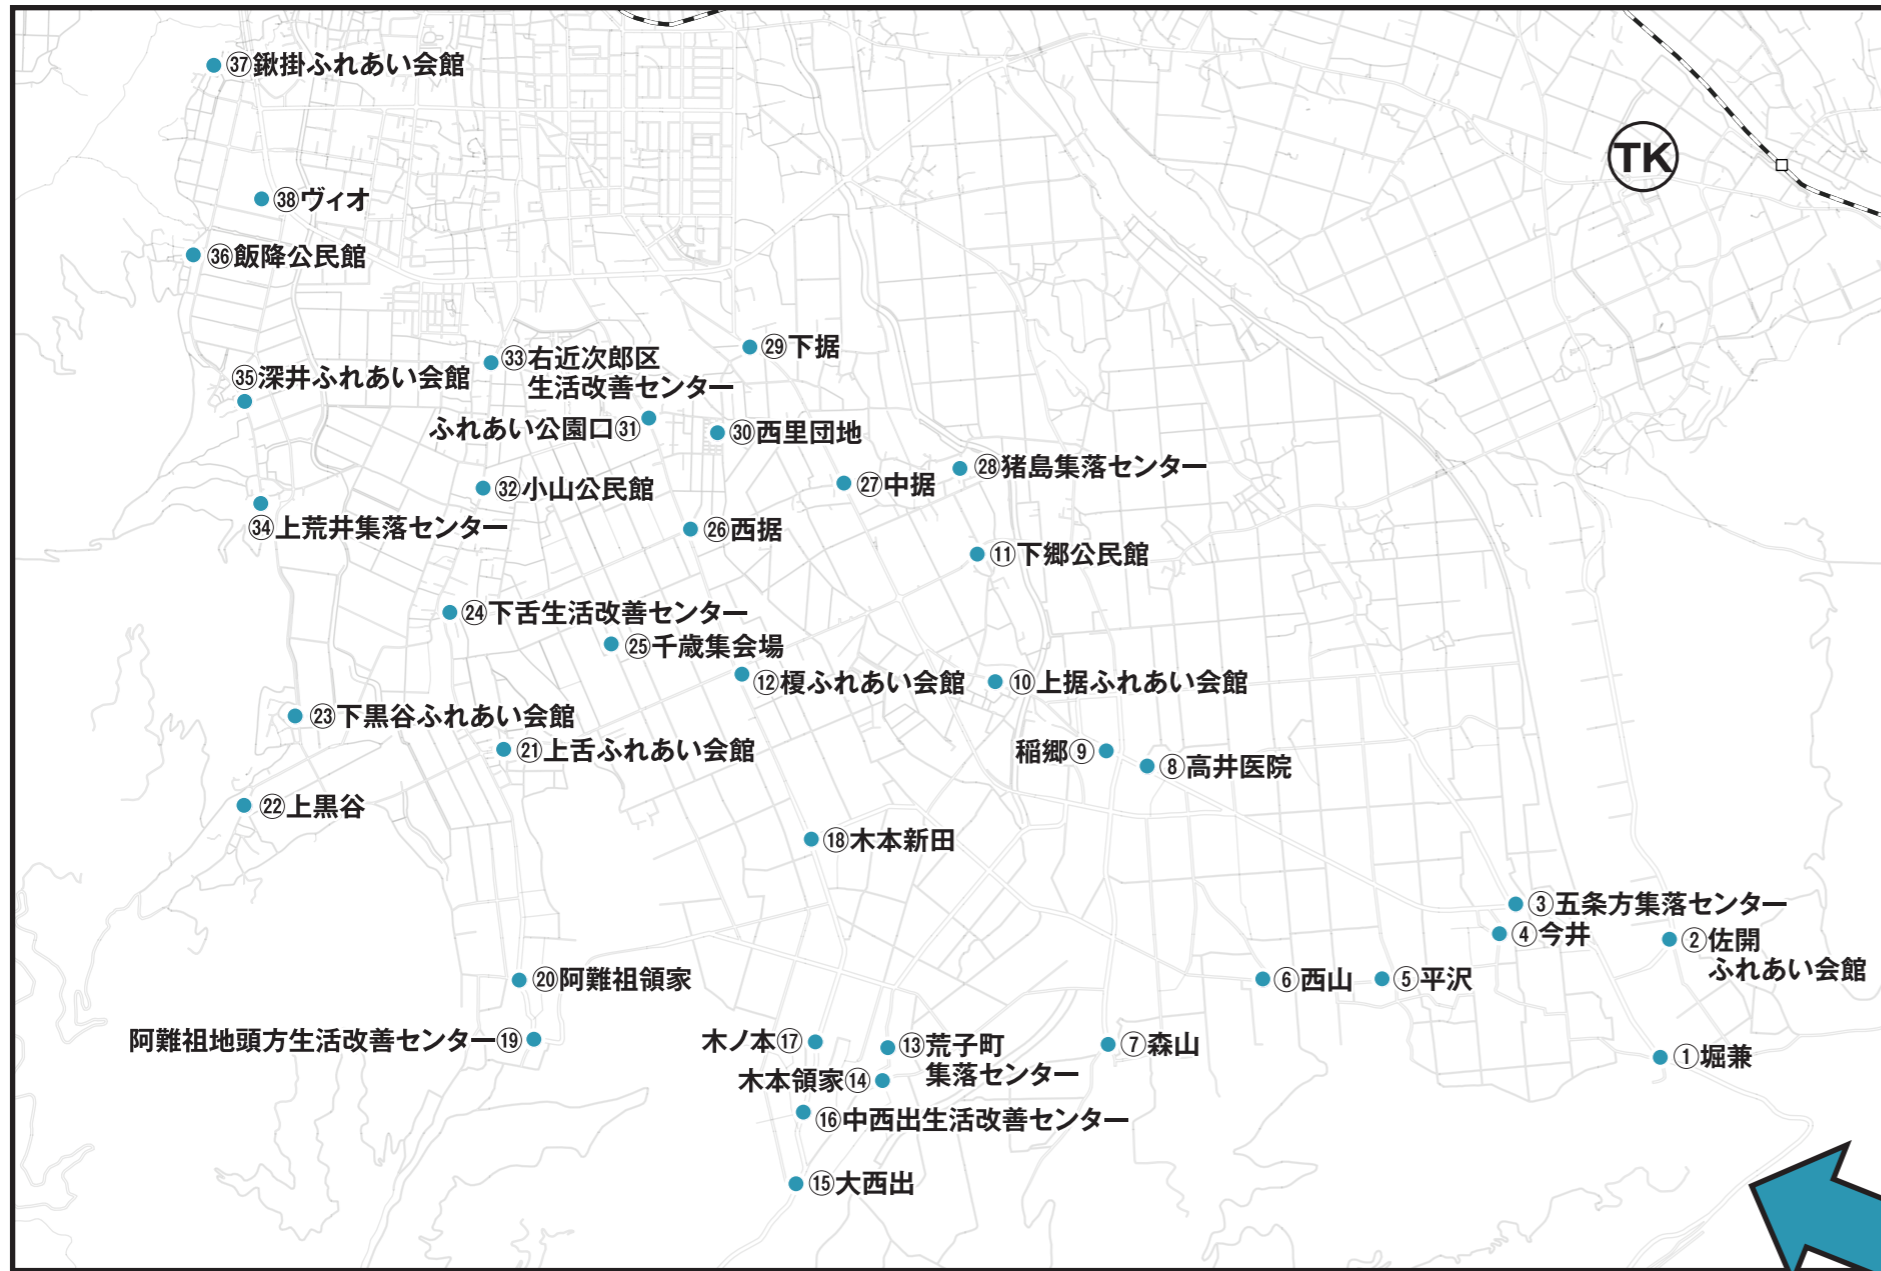 ㊲鍬掛ふれあい会館
TK
㊳ヴィオ
㊱飯降公民館
㉙下据
㉝右近次郎区
生活改善センター
㉟深井ふれあい会館
ふれあい公園口㉛
㉚西里団地
㉘猪島集落センター
㉗中据
㉜小山公民館
㉞上荒井集落センター
㉖西据
⑪下郷公民館
㉔下舌生活改善センター
㉕千歳集会場
⑫榎ふれあい会館
⑩上据ふれあい会館
㉓下黒谷ふれあい会館
㉑上舌ふれあい会館
稲郷⑨
⑧高井医院
㉒上黒谷
⑱木本新田
③五条方集落センター
④今井
②佐開
ふれあい会館
⑳阿難祖領家
⑥西山
⑤平沢
阿難祖地頭方生活改善センター⑲
木ノ本⑰
⑬荒子町
集落センター
⑦森山
①堀兼
木本領家⑭
⑯中西出生活改善センター
⑮大西出